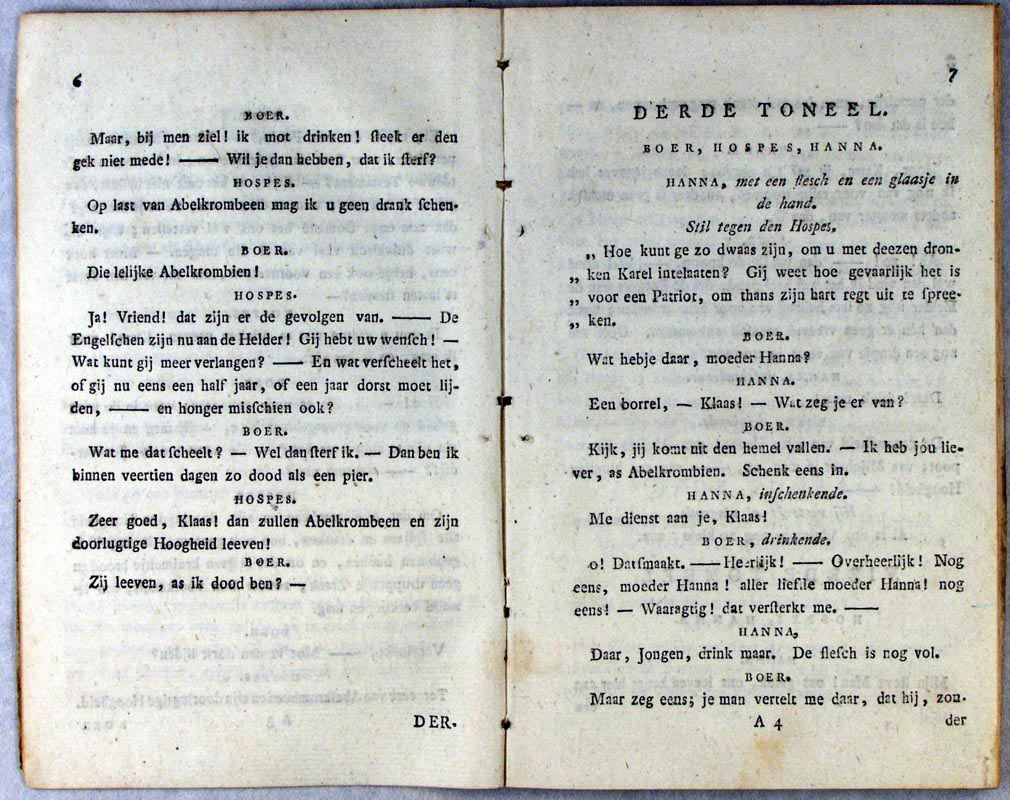 6
BOER.
Maar, bij men ziel! ik mot drinken! ſteek er den
gek niet mede! —— Wil je dan hebben, dat ik ſterf?
HOSPES.
Op last van Abelkrombeen mag ik u geen drank ſchen-
ken.
BOER.
Die lelijke Abelkrombien!
HOSPES.
Ja! Vriend! dat zijn er de gevolgen van. —— De
Engelſchen zijn nu aan de Helder! Gij hebt uw wenſch! —
Wat kunt gij meer verlangen? —— En wat verſcheelt het,
of gij nu eens een half jaar, of een jaar dorst moet lij-
den, —— en honger misſchien ook?
BOER.
Wat me dat ſcheelt? — Wel dan ſterf ik. — Dan ben ik
binnen veertien dagen zo dood als een pier.
HOSPES.
Zeer goed, Klaas! dan zullen Abelkrombeen en zijn
doorlugtige Hoogheid leeven!
BOER.
Zij leeven, as ik dood ben? —
DER.
7
DERDE TONEEL.
BOER, HOSPES, HANNA.
HANNA, met een flesch en een glaasje in
de hand.
Stil tegen den Hospes.
„ Hoe kunt ge zo dwaas zijn, om u met deezen dron-
„ ken Karel intelaaten? Gij weet hoe gevaarlijk het is
„ voor een Patriot, om thans zijn hart regt uit te ſpree-
„ ken.
BOER.
Wat hebje daar, moeder Hanna?
HANNA.
Een borrel, — Klaas! — Wat zeg je er van?
BOER.
Kijk, jij komt uit den hemel vallen. — Ik heb jóu lie-
ver, as Abelkrombien. Schenk eens in.
HANNA, inſchenkende.
Me dienst aan je, Klaas!
BOER, drinkende.
o! Datſmaakt. —— Heerlijk! —— Overheerlijk! Nog
eens, moeder Hanna! aller liefſte moeder Hanna! nog
eens! — Waaragtig! dat verſterkt me. ——
HANNA,
Daar, Jongen, drink maar. De flesch is nog vol.
BOER.
Maar zeg eens; je man vertelt me daar, dat hij, zon-
A 4
der